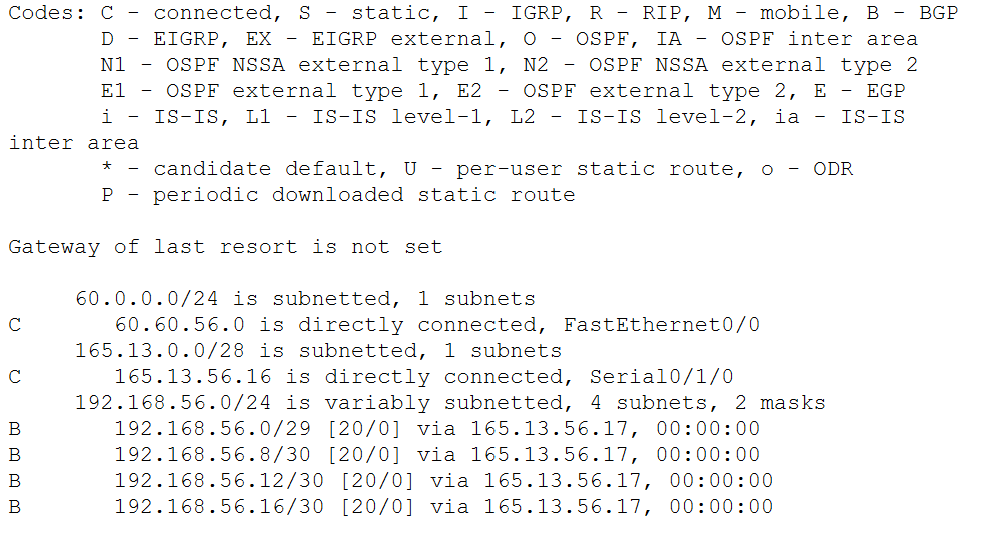 Codes: C - connected, S - static, I - IGRP, R - RIP, M - mobile, B - BGP
D - EIGRP, EX - EIGRP external, O - OSPF, IA - OSPF inter area
N1 - OSPF NSSA external type 1, N2 - OSPF NSSA external type 2
E1 - OSPF external type 1, E2 - OSPF external type 2, E - EGP
i - IS-IS, L1 - IS-IS level-1, L2 - IS-IS level-2, ia - IS-IS
inter area
* - candidate default, U - per-user static route, o - ODR
P - periodic downloaded static route
Gateway of last resort is not set
60.0.0.0/24 is subnetted, 1 subnets
C 60.60.56.0 is directly connected, FastEthernet0/0
165.13.0.0/28 is subnetted, 1 subnets
C 165.13.56.16 is directly connected, Serial0/1/0
192.168.56.0/24 is variably subnetted, 4 subnets, 2 masks
B 192.168.56.0/29 [20/0] via 165.13.56.17, 00:00:00
B 192.168.56.8/30 [20/0] via 165.13.56.17, 00:00:00
B 192.168.56.12/30 [20/0] via 165.13.56.17, 00:00:00
B 192.168.56.16/30 [20/0] via 165.13.56.17, 00:00:00